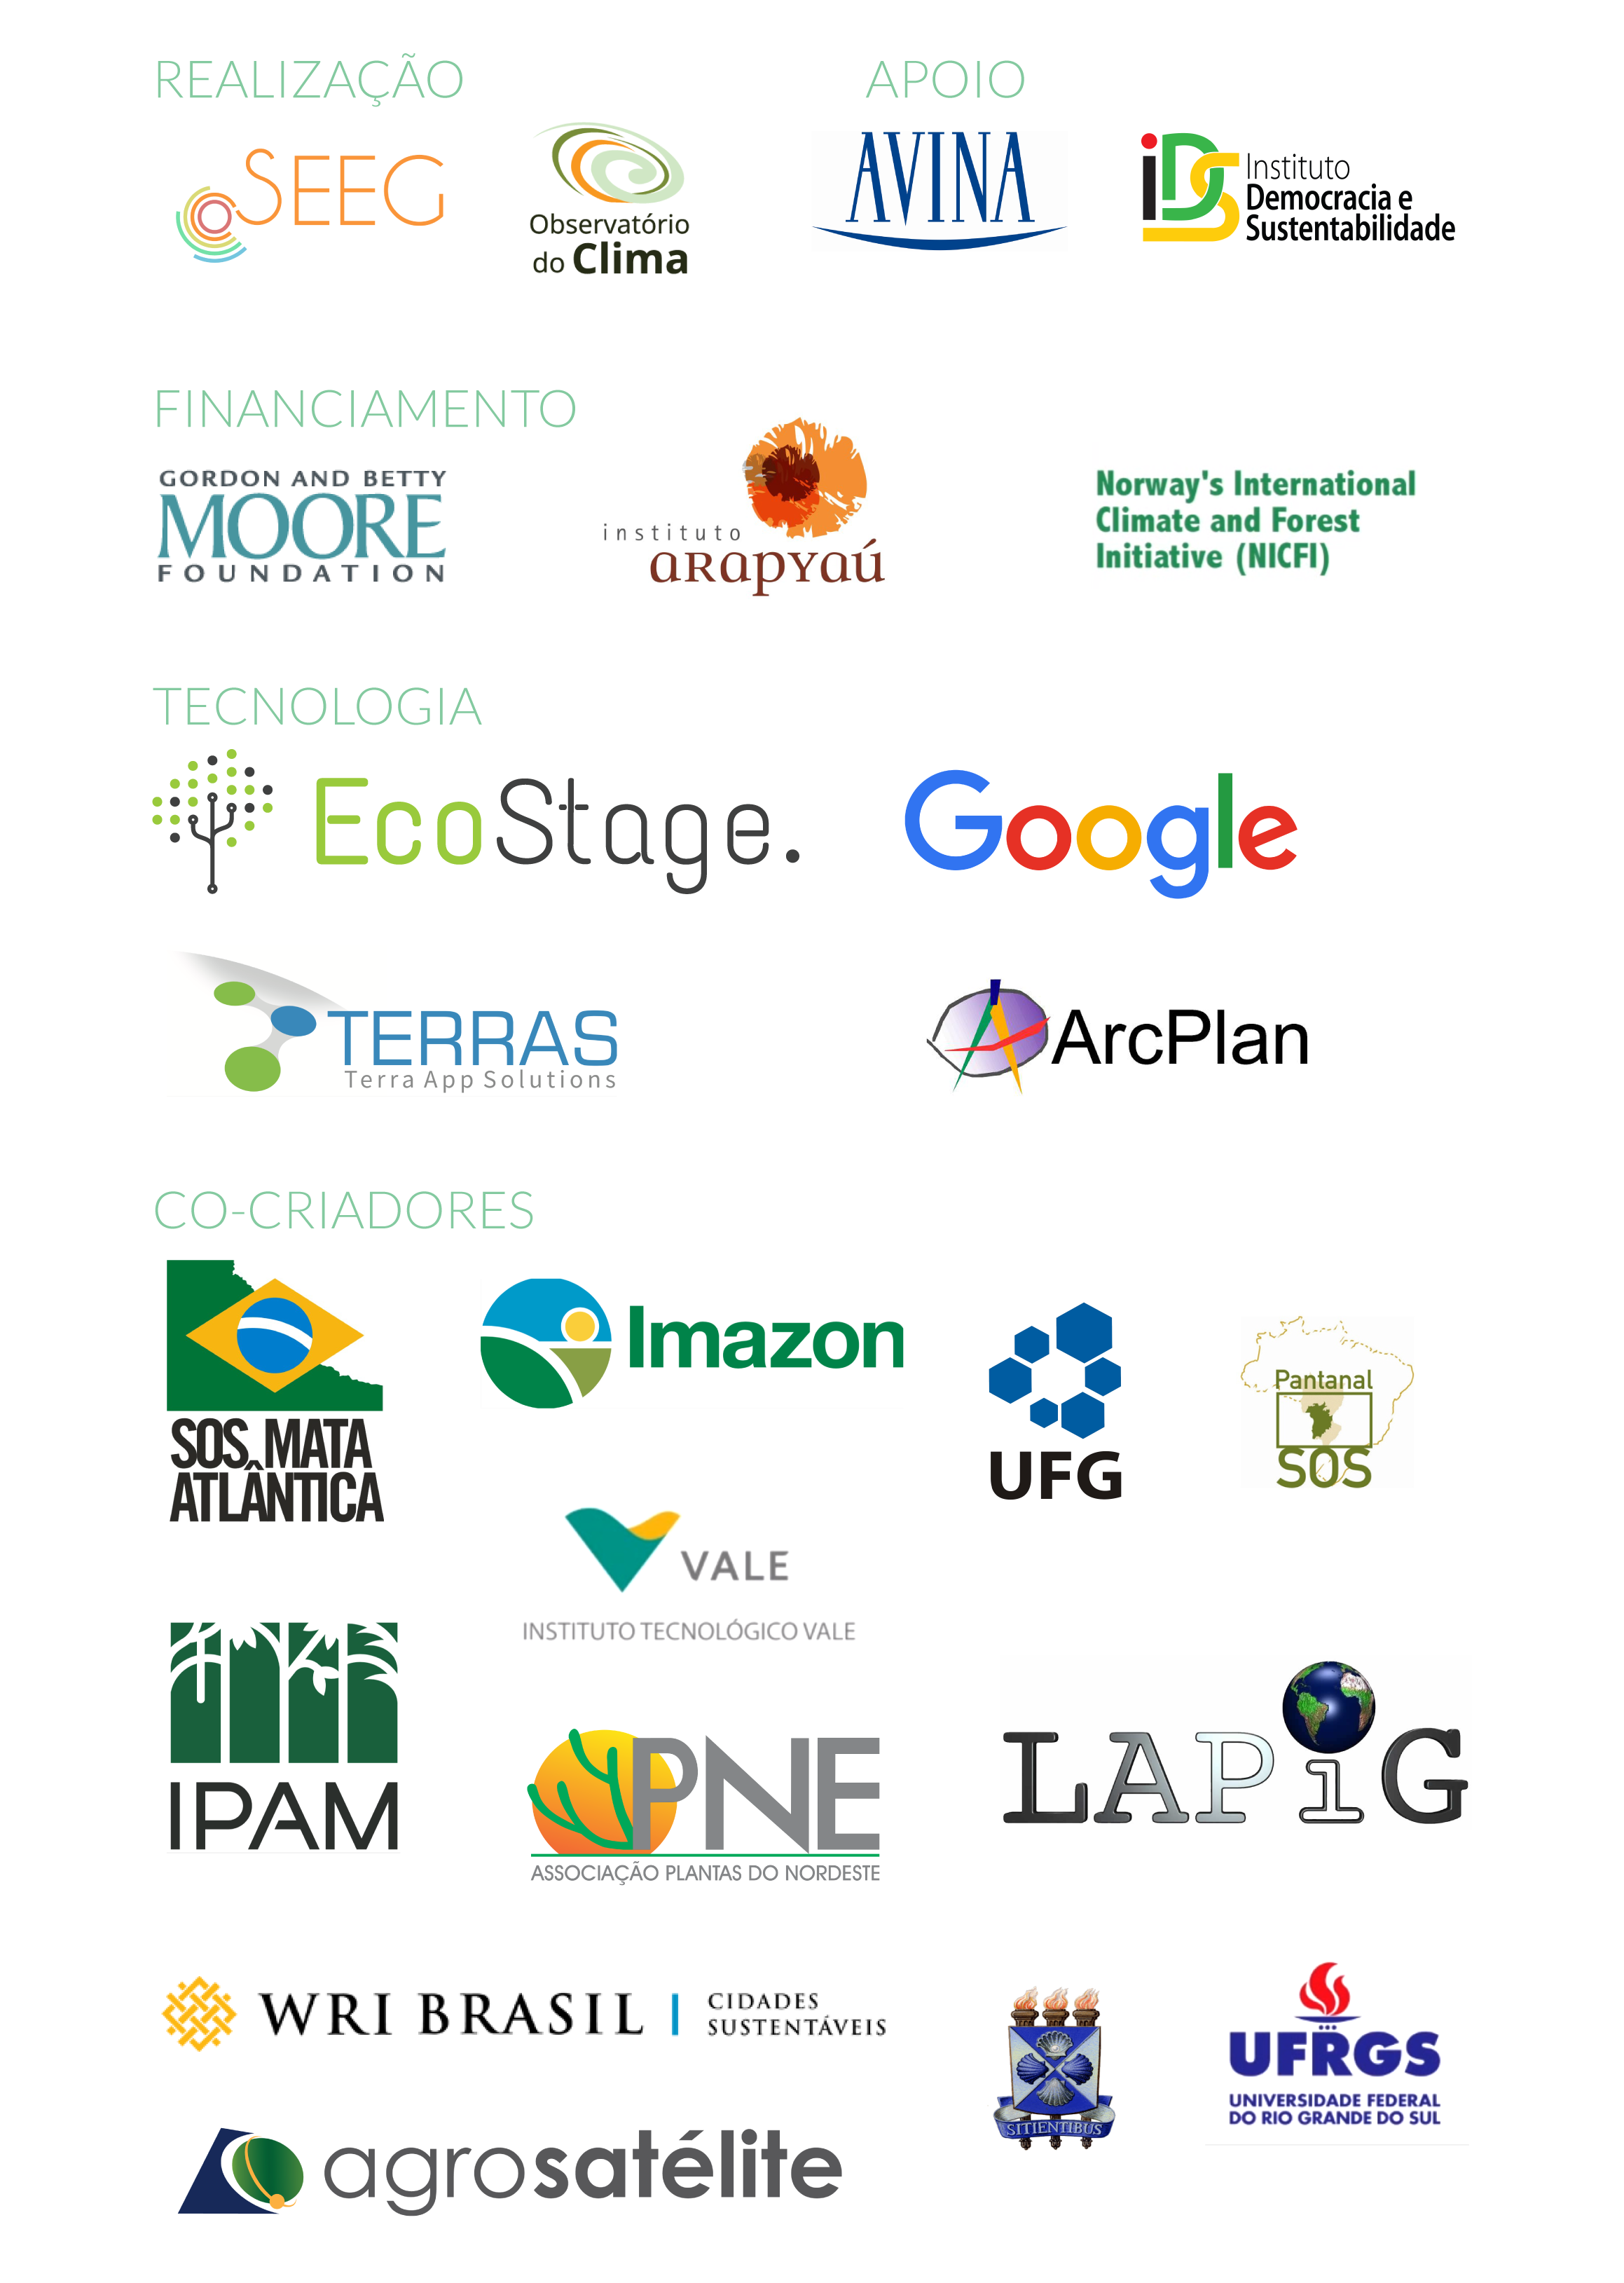 REALIZAÇÃO
SEEG
Observatório
do Clima
APOIO
AVINA
iDS
Instituto
Democracia e
Sustentabilidade
FINANCIAMENTO
GORDON AND BETTY
MOORE
FOUNDATION
instituto
arapyaú
Norway's International
Climate and Forest
Initiative (NICFI)
TECNOLOGIA
EcoStage.
Google
TERRAS
Terra App Solutions
ArcPlan
CO-CRIADORES
SOS MATA
ATLÂNTICA
Imazon
UFG
Pantanal
SOS
VALE
INSTITUTO TECNOLÓGICO VALE
IPAM
PNE
ASSOCIAÇÃO PLANTAS DO NORDESTE
LAPiG
WRI BRASIL | CIDADES
SUSTENTÁVEIS
SITIENTIBUS
UFRGS
UNIVERSIDADE FEDERAL
DO RIO GRANDE DO SUL
agrosatélite